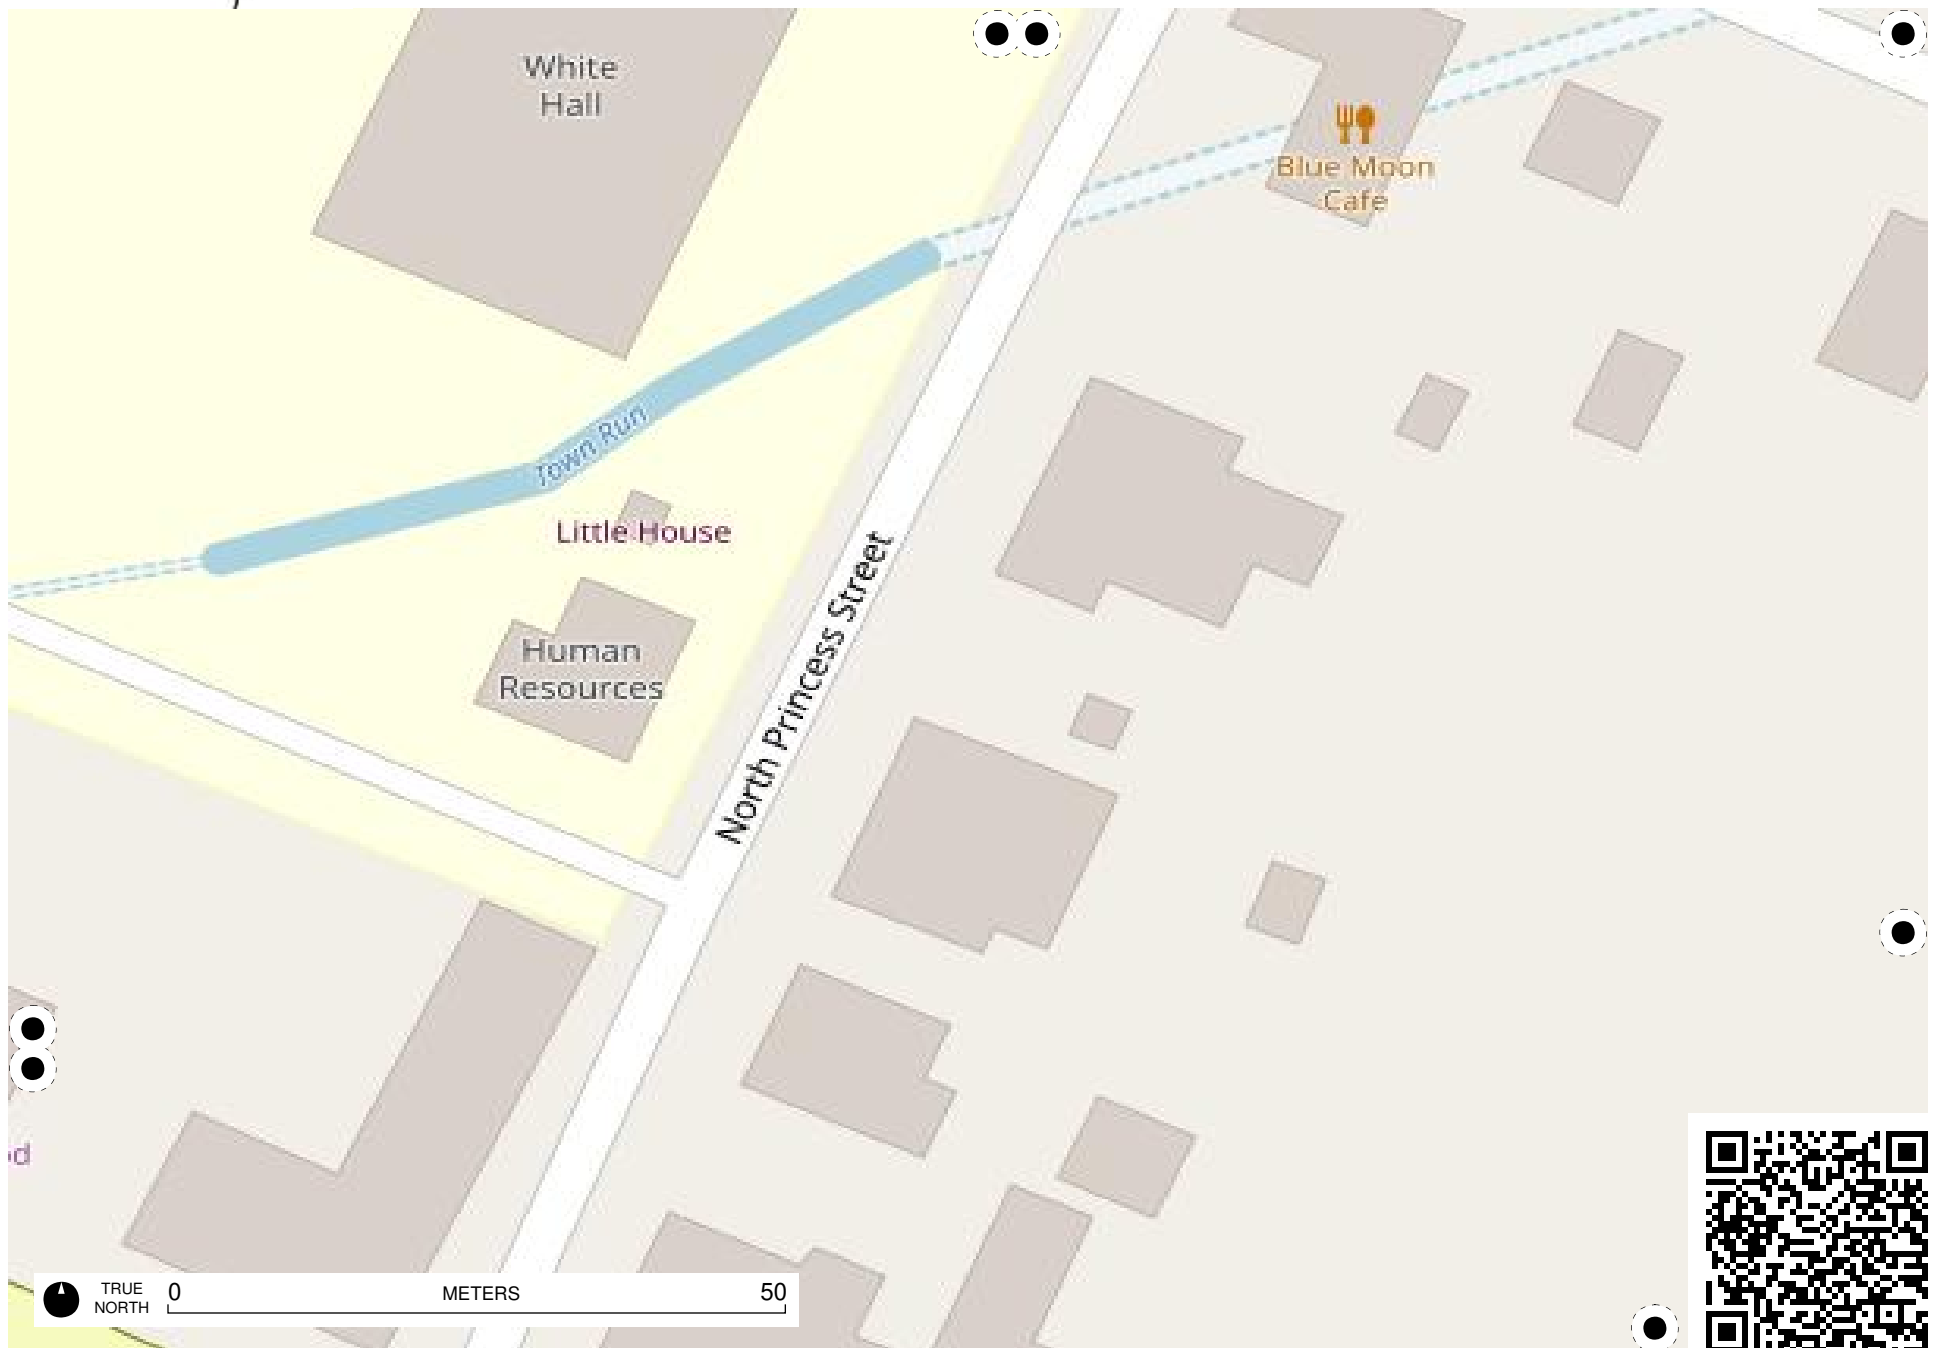 White
Hall
Blue Moon
Cafe
Town Run
Little House
Human
Resources
North Princess Street
TRUE
NORTH
0
METERS
50